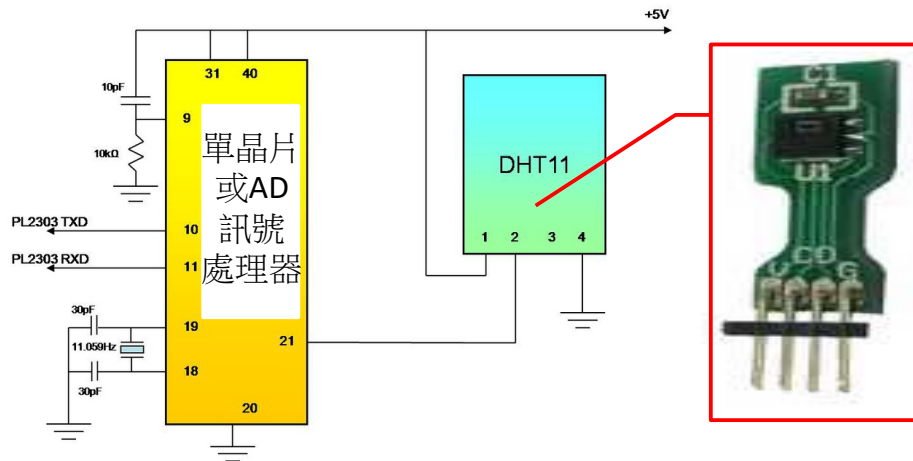 +5V
31 40
10pF
9
10kΩ
單晶片
或AD
訊號
處理器
DHT11
1 2 3 4
PL2303 TXD
10
PL2303 RXD
11
30pF
19
11.059Hz
21
18
30pF
20
C1
U1
V C D G